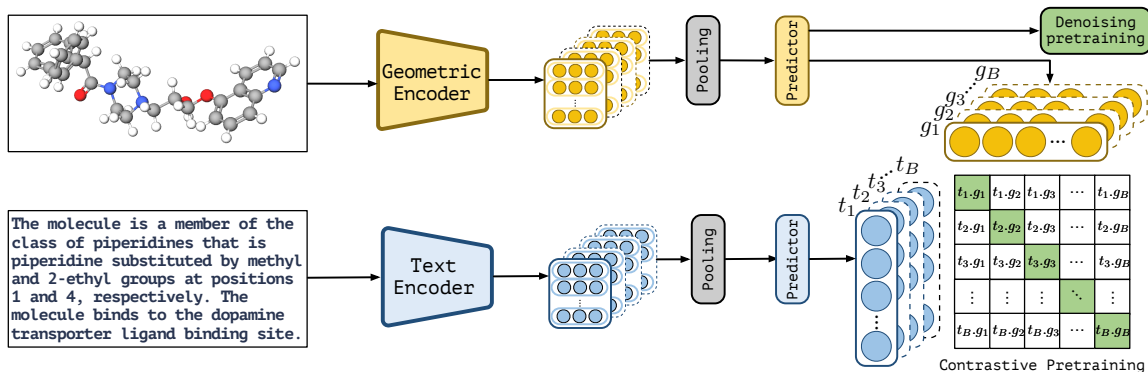 Geometric
Encoder
Pooling
Predictor
Denoising
pretraining
g_B
...
g_3
g_2
g_1
The molecule is a member of the
class of piperidines that is
piperidine substituted by methyl
and 2-ethyl groups at positions
1 and 4, respectively. The
molecule binds to the dopamine
transporter ligand binding site.
Text
Encoder
Pooling
Predictor
t_B
...
t_3
t_2
t_1
t_1.g_1 t_1.g_2 t_1.g_3 ... t_1.g_B
t_2.g_1 t_2.g_2 t_2.g_3 ... t_2.g_B
t_3.g_1 t_3.g_2 t_3.g_3 ... t_3.g_B
⋮ ⋮ ⋮ ⋱ ⋮
t_B.g_1 t_B.g_2 t_B.g_3 ... t_B.g_B
Contrastive Pretraining